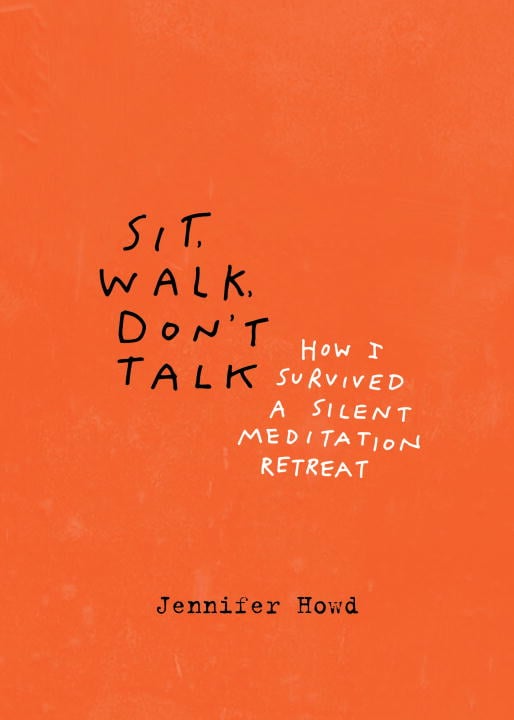 SIT,
WALK,
DON'T
TALK
HOW I
SURVIVED
A SILENT
MEDITATION
RETREAT
Jennifer Howd